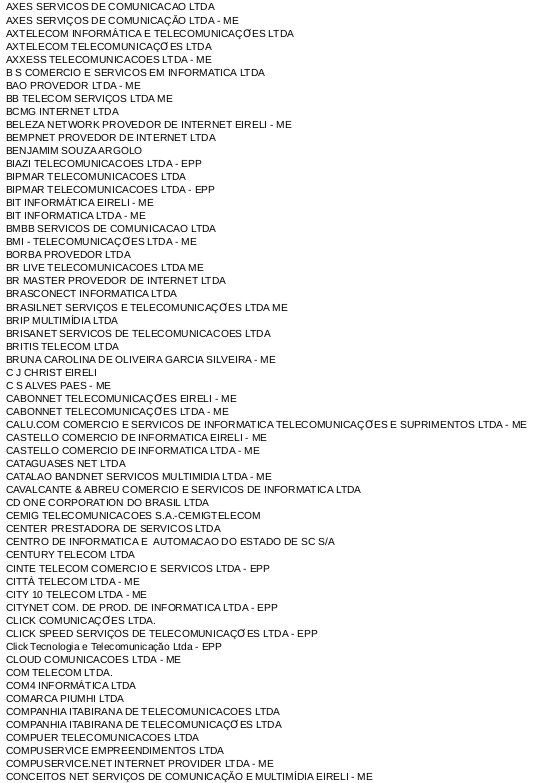 AXES SERVICOS DE COMUNICACAO LTDA
AXES SERVIÇOS DE COMUNICAÇÃO LTDA - ME
AXTELECOM INFORMÁTICA E TELECOMUNICAÇÕES LTDA
AXTELECOM TELECOMUNICAÇÕES LTDA
AXXESS TELECOMUNICACOES LTDA - ME
B S COMERCIO E SERVICOS EM INFORMATICA LTDA
BAO PROVEDOR LTDA - ME
BB TELECOM SERVIÇOS LTDA ME
BCMG INTERNET LTDA
BELEZA NETWORK PROVEDOR DE INTERNET EIRELI - ME
BEMPNET PROVEDOR DE INTERNET LTDA
BENJAMIM SOUZA ARGOLO
BIAZI TELECOMUNICACOES LTDA - EPP
BIPMAR TELECOMUNICACOES LTDA
BIPMAR TELECOMUNICACOES LTDA - EPP
BIT INFORMÁTICA EIRELI - ME
BIT INFORMATICA LTDA - ME
BMBB SERVICOS DE COMUNICACAO LTDA
BMI - TELECOMUNICAÇÕES LTDA - ME
BORBA PROVEDOR LTDA
BR LIVE TELECOMUNICACOES LTDA ME
BR MASTER PROVEDOR DE INTERNET LTDA
BRASCONECT INFORMATICA LTDA
BRASILNET SERVIÇOS E TELECOMUNICAÇÕES LTDA ME
BRIP MULTIMÍDIA LTDA
BRISANET SERVICOS DE TELECOMUNICACOES LTDA
BRITIS TELECOM LTDA
BRUNA CAROLINA DE OLIVEIRA GARCIA SILVEIRA - ME
C J CHRIST EIRELI
C S ALVES PAES - ME
CABONNET TELECOMUNICAÇÕES EIRELI - ME
CABONNET TELECOMUNICAÇÕES LTDA - ME
CALU.COM COMERCIO E SERVICOS DE INFORMATICA TELECOMUNICAÇÕES E SUPRIMENTOS LTDA - ME
CASTELLO COMERCIO DE INFORMATICA EIRELI - ME
CASTELLO COMERCIO DE INFORMATICA LTDA - ME
CATAGUASES NET LTDA
CATALAO BANDNET SERVICOS MULTIMIDIA LTDA - ME
CAVALCANTE & ABREU COMERCIO E SERVICOS DE INFORMATICA LTDA
CD ONE CORPORATION DO BRASIL LTDA
CEMIG TELECOMUNICACOES S.A.-CEMIGTELECOM
CENTER PRESTADORA DE SERVICOS LTDA
CENTRO DE INFORMATICA E  AUTOMACAO DO ESTADO DE SC S/A
CENTURY TELECOM LTDA
CINTE TELECOM COMERCIO E SERVICOS LTDA - EPP
CITTÀ TELECOM LTDA - ME
CITY 10 TELECOM LTDA - ME
CITYNET COM. DE PROD. DE INFORMATICA LTDA - EPP
CLICK COMUNICAÇÕES LTDA.
CLICK SPEED SERVIÇOS DE TELECOMUNICAÇÕES LTDA - EPP
Click Tecnologia e Telecomunicação Ltda - EPP
CLOUD COMUNICACOES LTDA - ME
COM TELECOM LTDA.
COM4 INFORMÁTICA LTDA
COMARCA PIUMHI LTDA
COMPANHIA ITABIRANA DE TELECOMUNICACOES LTDA
COMPANHIA ITABIRANA DE TELECOMUNICAÇÕES LTDA
COMPUER TELECOMUNICACOES LTDA
COMPUSERVICE EMPREENDIMENTOS LTDA
COMPUSERVICE.NET INTERNET PROVIDER LTDA - ME
CONCEITOS NET SERVIÇOS DE COMUNICAÇÃO E MULTIMÍDIA EIRELI - ME